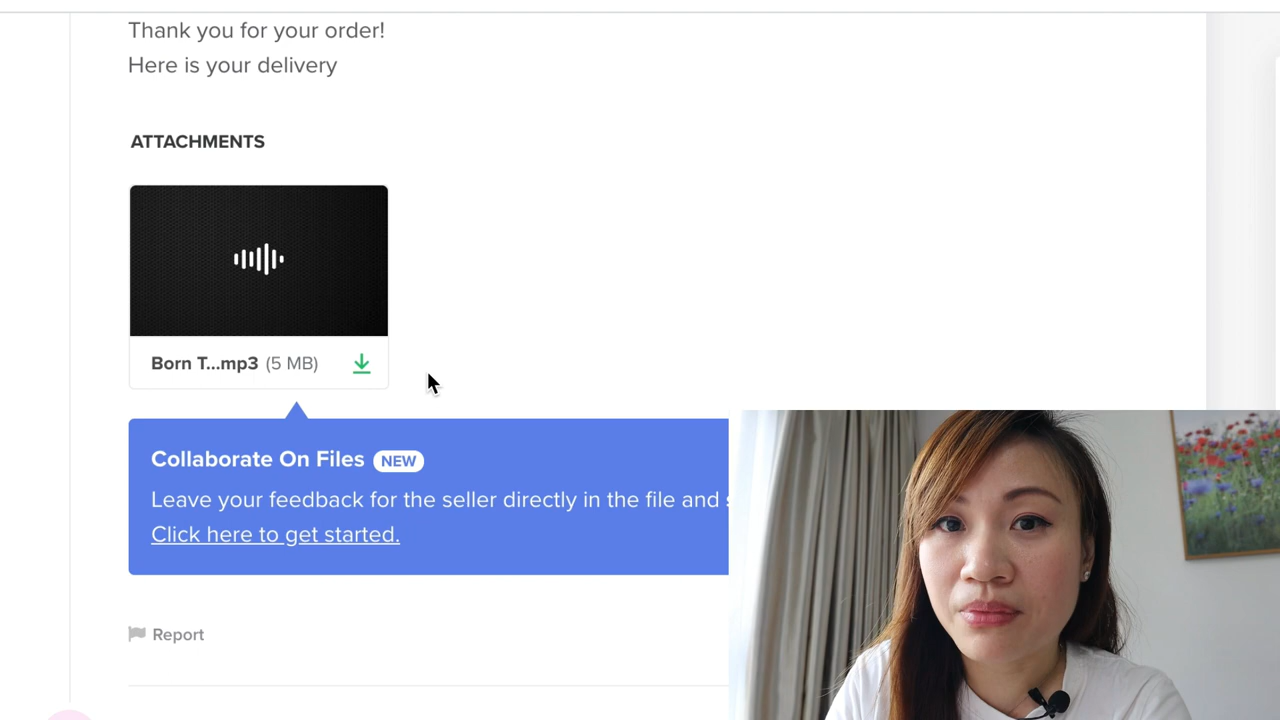 Thank you for your order!
Here is your delivery
ATTACHMENTS
Born T...mp3 (5 MB)
Collaborate On Files NEW
Leave your feedback for the seller directly in the file and
Click here to get started.
Report